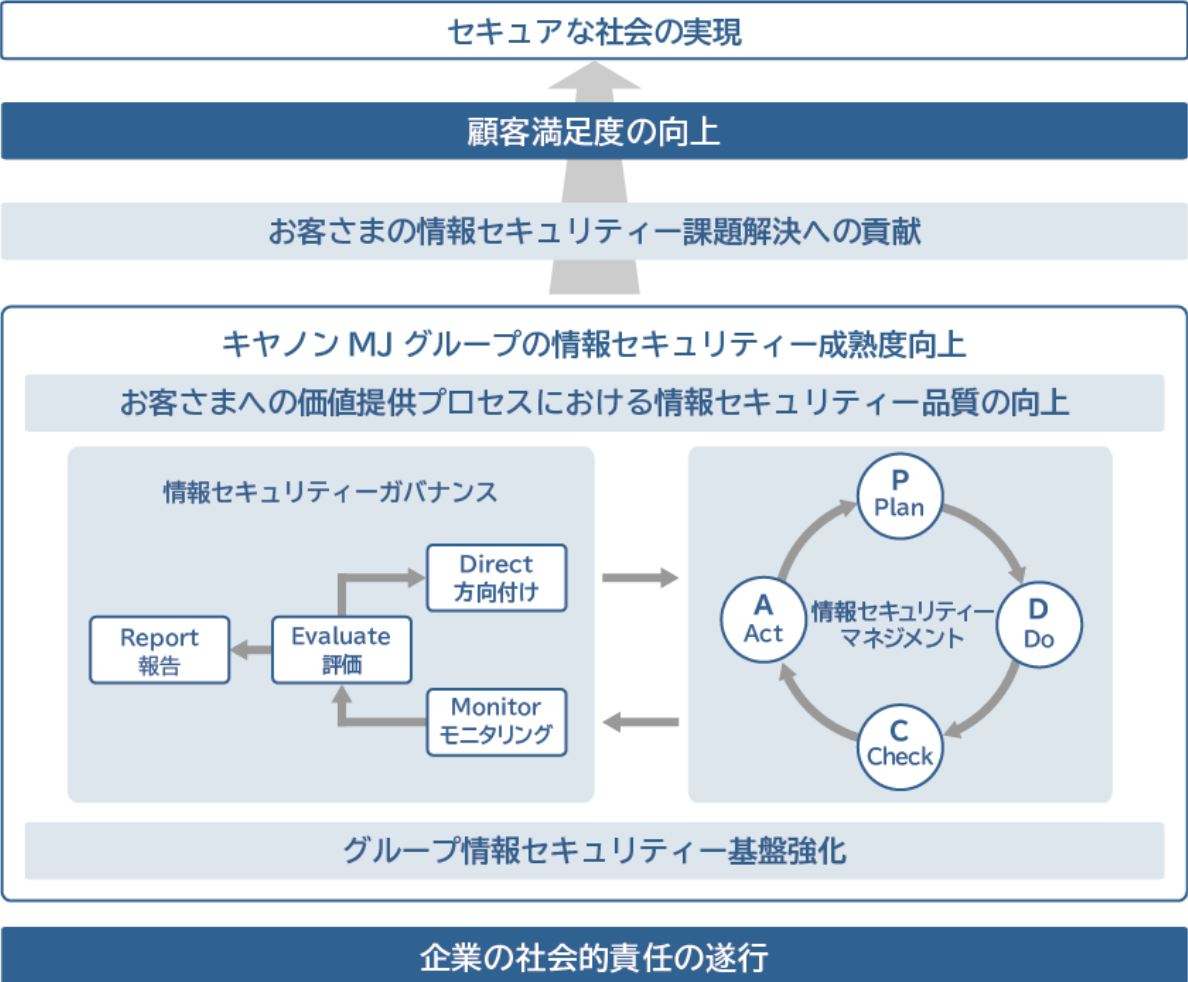 セキュアな社会の実現
顧客満足度の向上
お客さまの情報セキュリティー課題解決への貢献
キヤノン MJ グループの情報セキュリティー成熟度向上
お客さまへの価値提供プロセスにおける情報セキュリティー品質の向上
情報セキュリティーガバナンス
Direct
方向付け
Evaluate
評価
Report
報告
Monitor
モニタリング
P
Plan
D
Do
C
Check
A
Act
情報セキュリティー
マネジメント
グループ情報セキュリティー基盤強化
企業の社会的責任の遂行